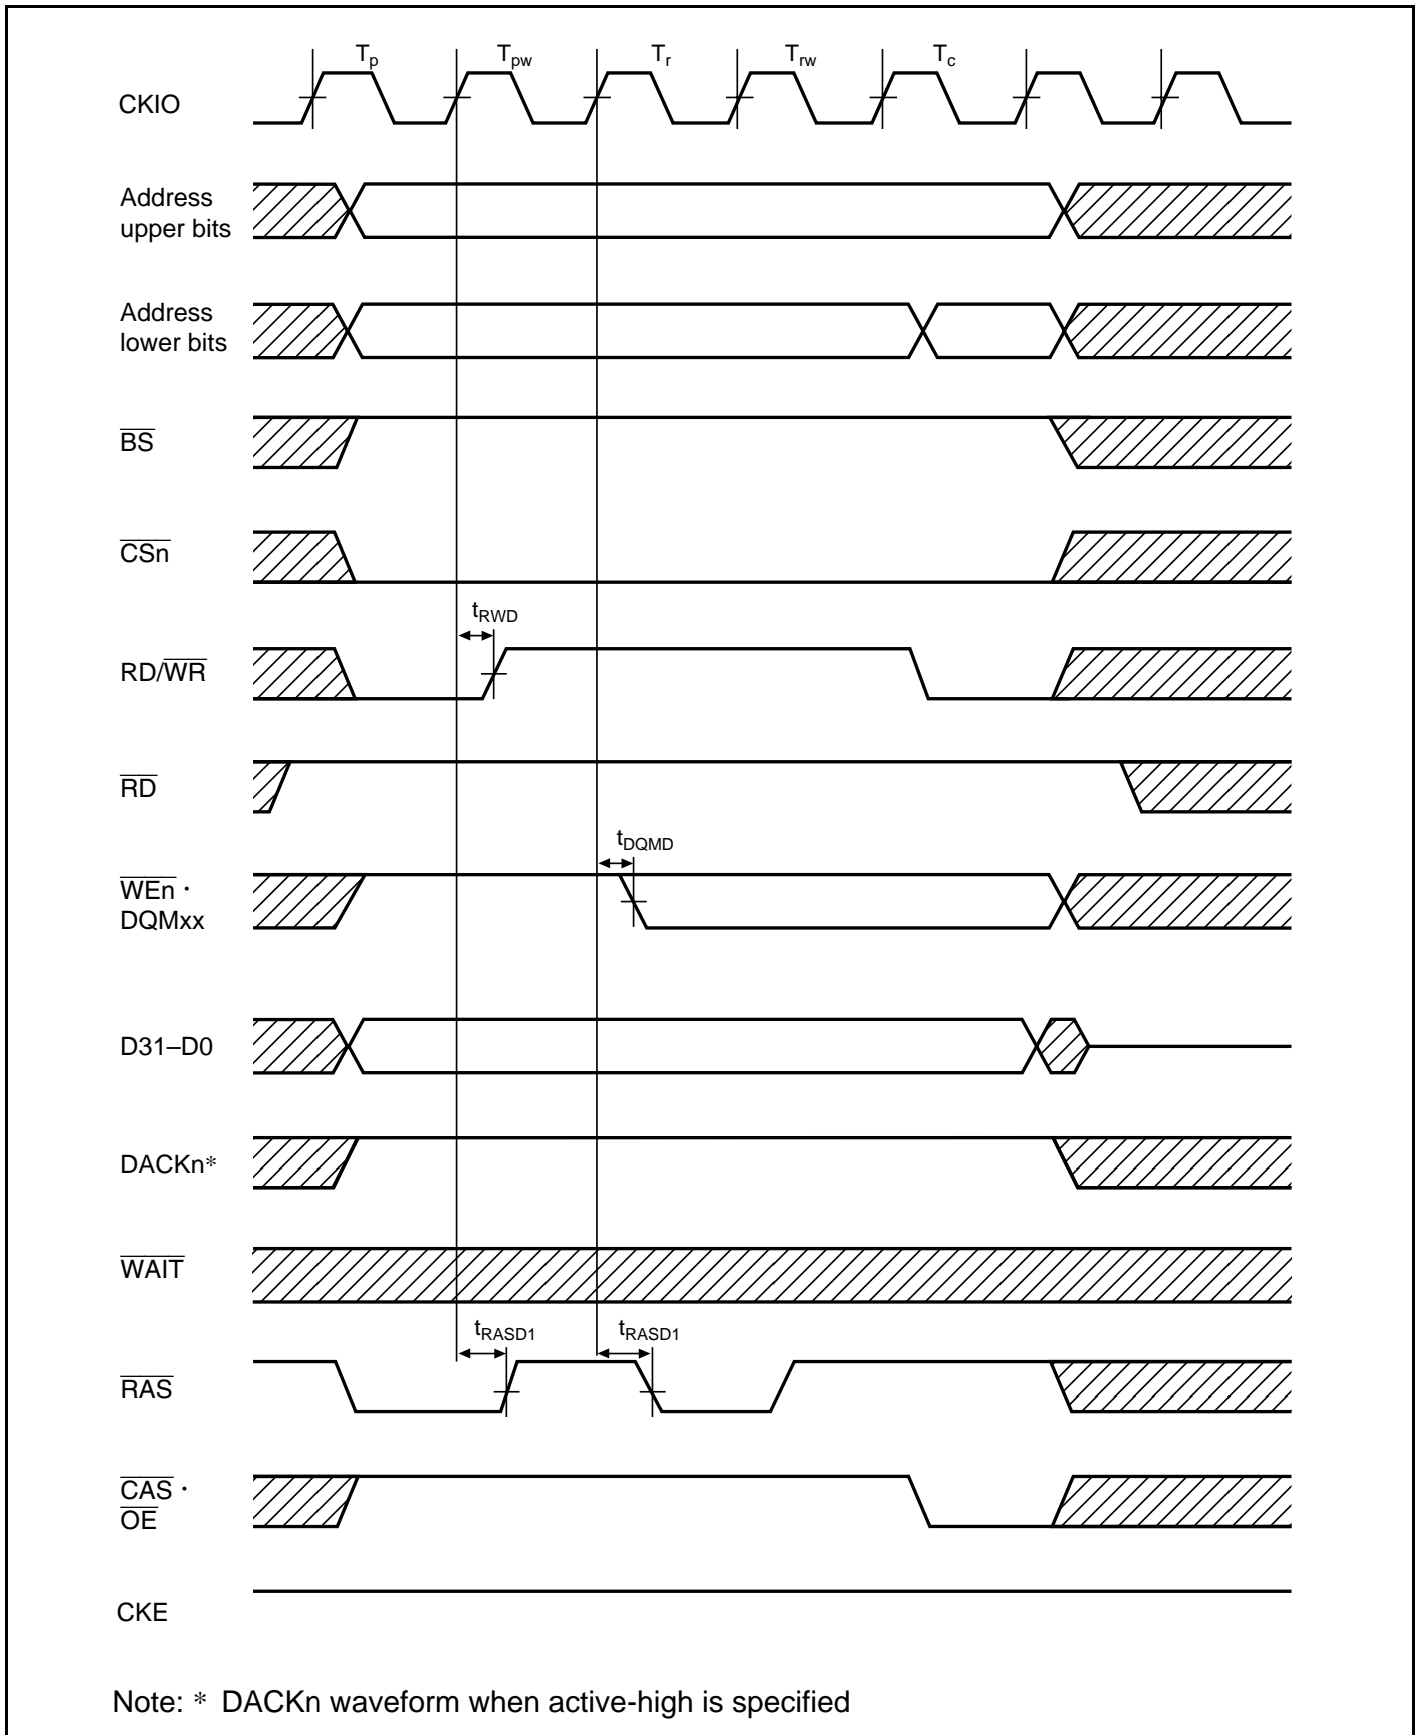 Tp Tpw Tr Trw Tc
CKIO
Address
upper bits
Address
lower bits
BS
CSn
tRWD
RD/WR
RD
tDQMD
WEn ·
DQMxx
D31–D0
DACKn*
WAIT
tRASD1 tRASD1
RAS
CAS ·
OE
CKE
Note: * DACKn waveform when active-high is specified